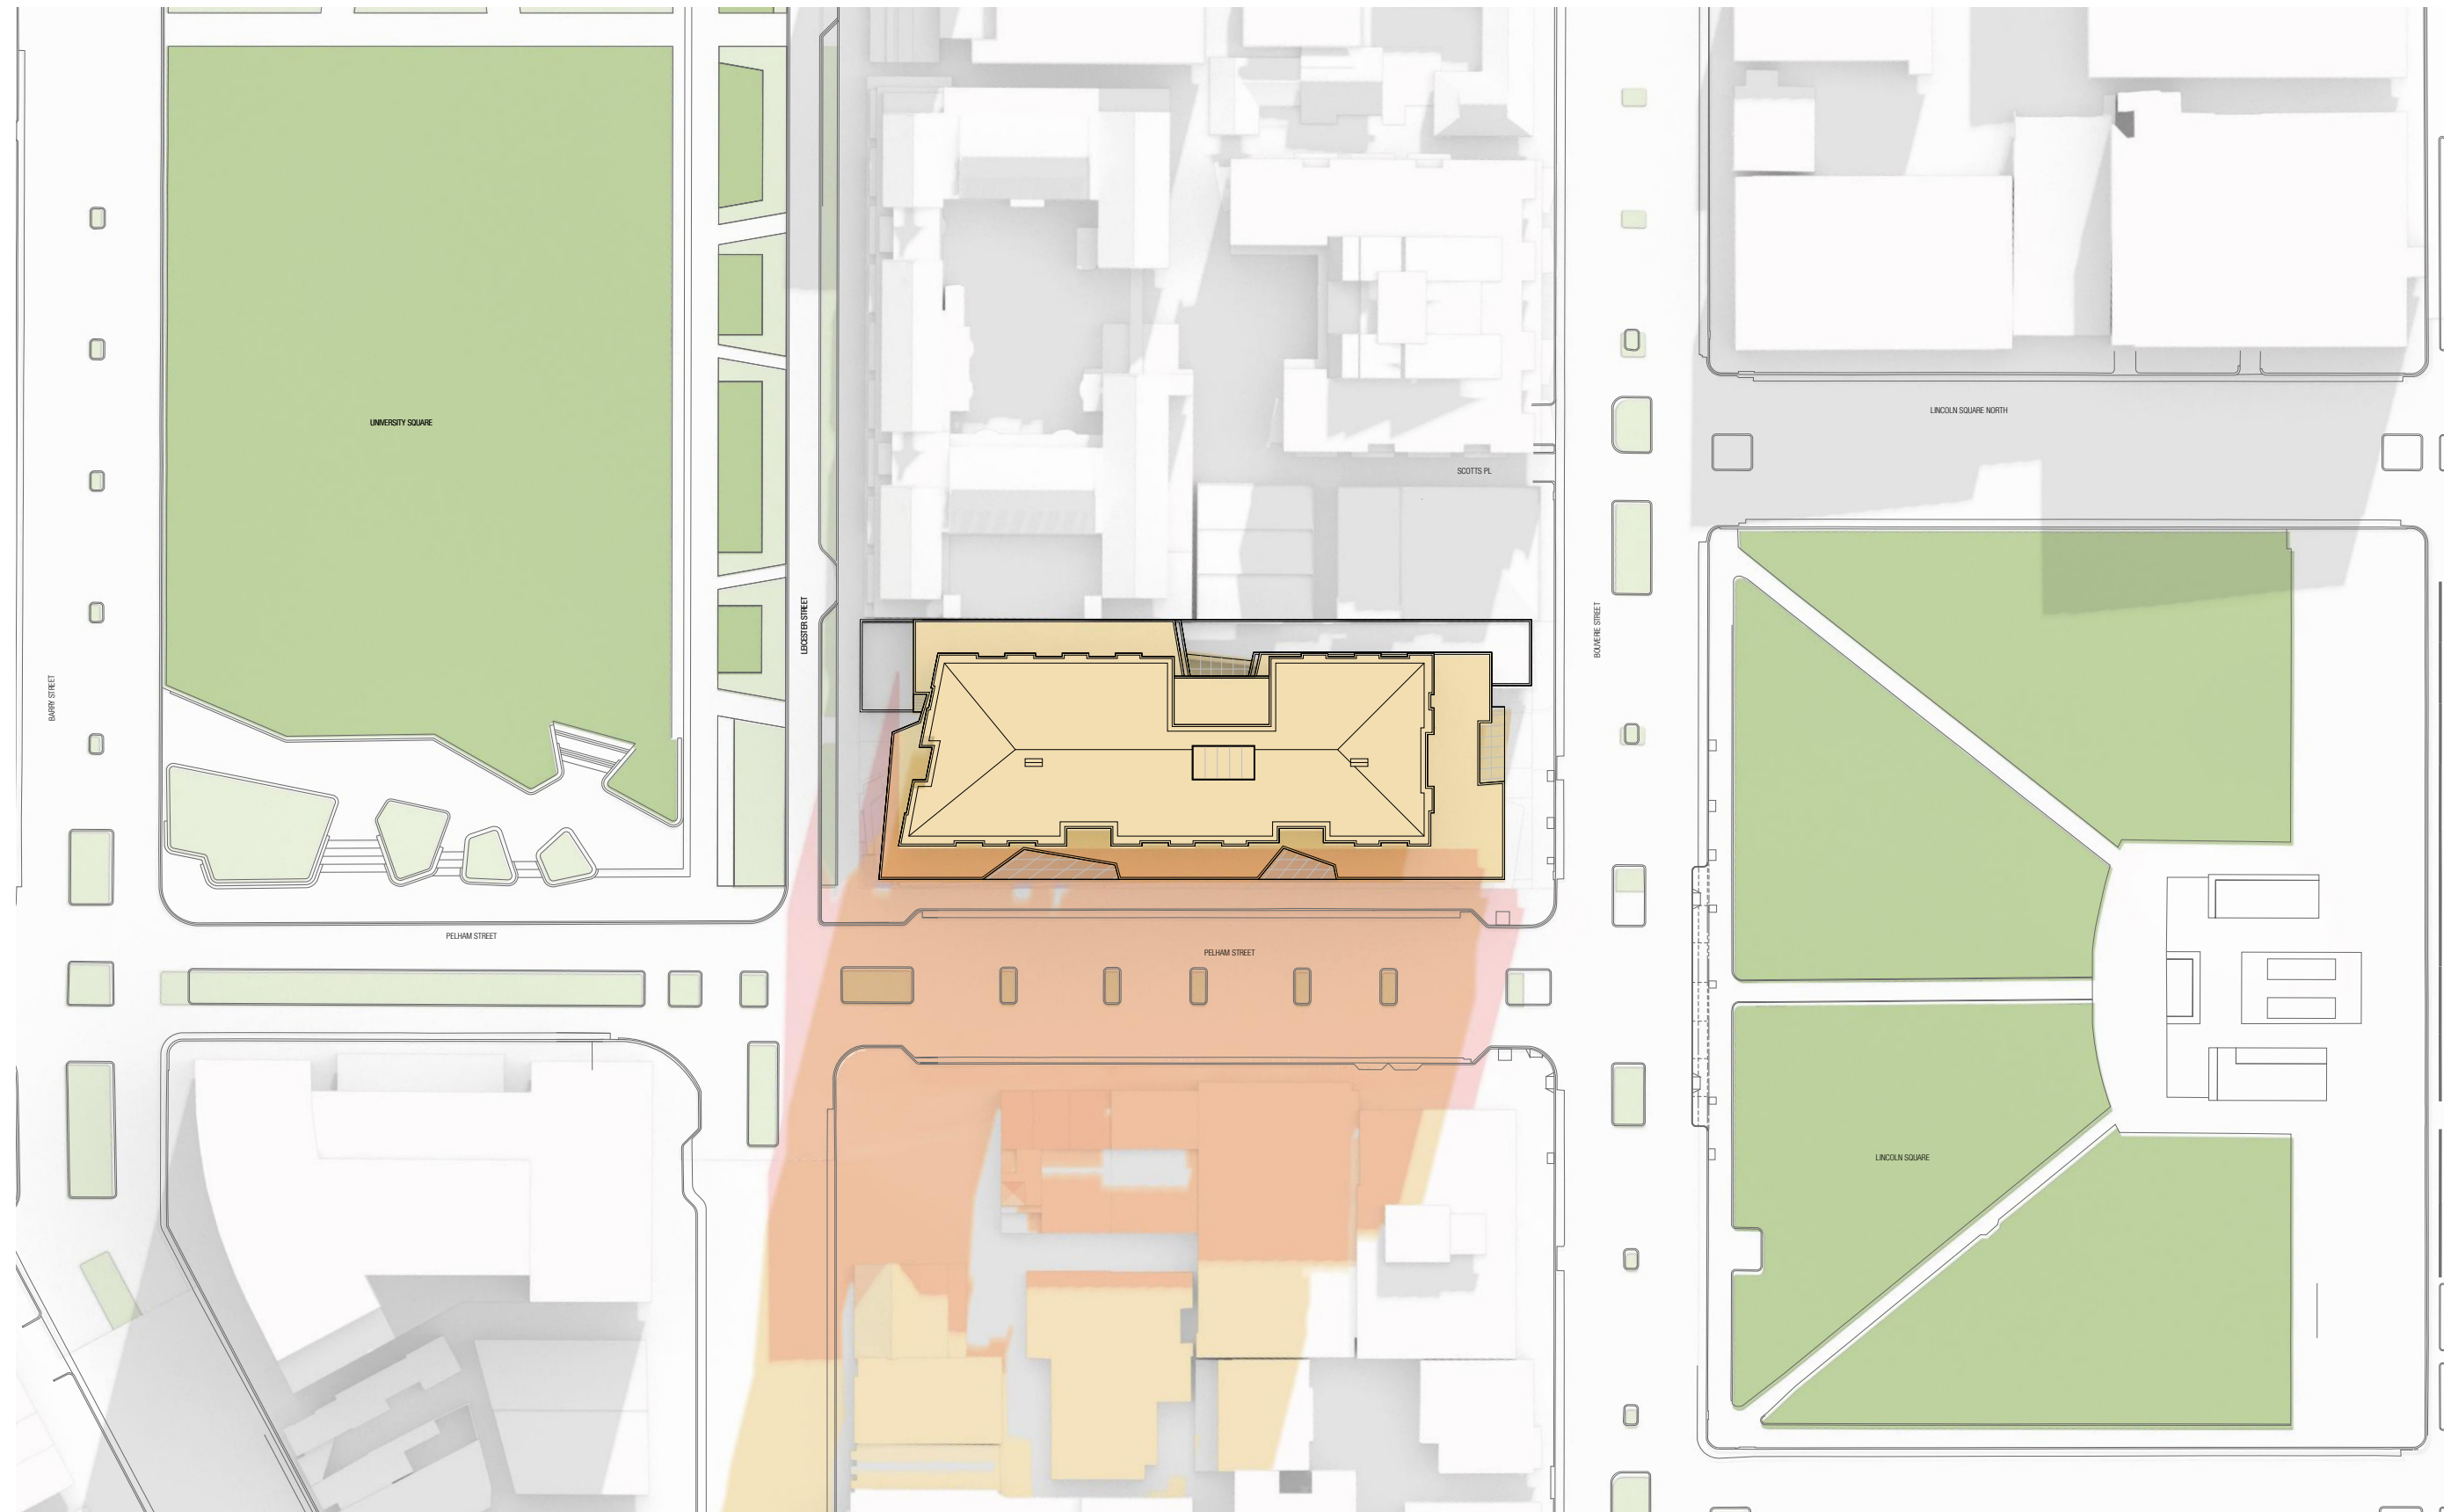 UNIVERSITY SQUARE
LINCOLN SQUARE NORTH
SCOTTS PL
LEICESTER STREET
BOUVERIE STREET
BARRY STREET
PELHAM STREET
PELHAM STREET
LINCOLN SQUARE